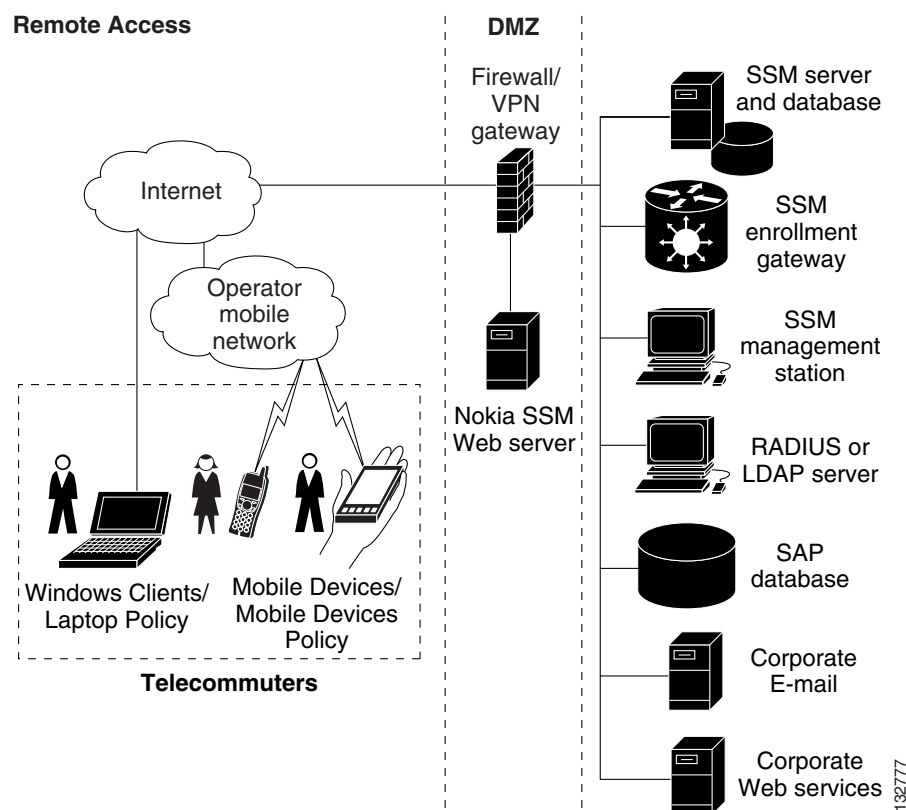 Remote Access
DMZ
Firewall/
VPN
gateway
SSM server
and database
Internet
SSM
enrollment
gateway
Operator
mobile
network
SSM
management
station
Nokia SSM
Web server
RADIUS or
LDAP server
SAP
database
Windows Clients/
Laptop Policy
Mobile Devices/
Mobile Devices
Policy
Telecommuters
Corporate
E-mail
Corporate
Web services
132777